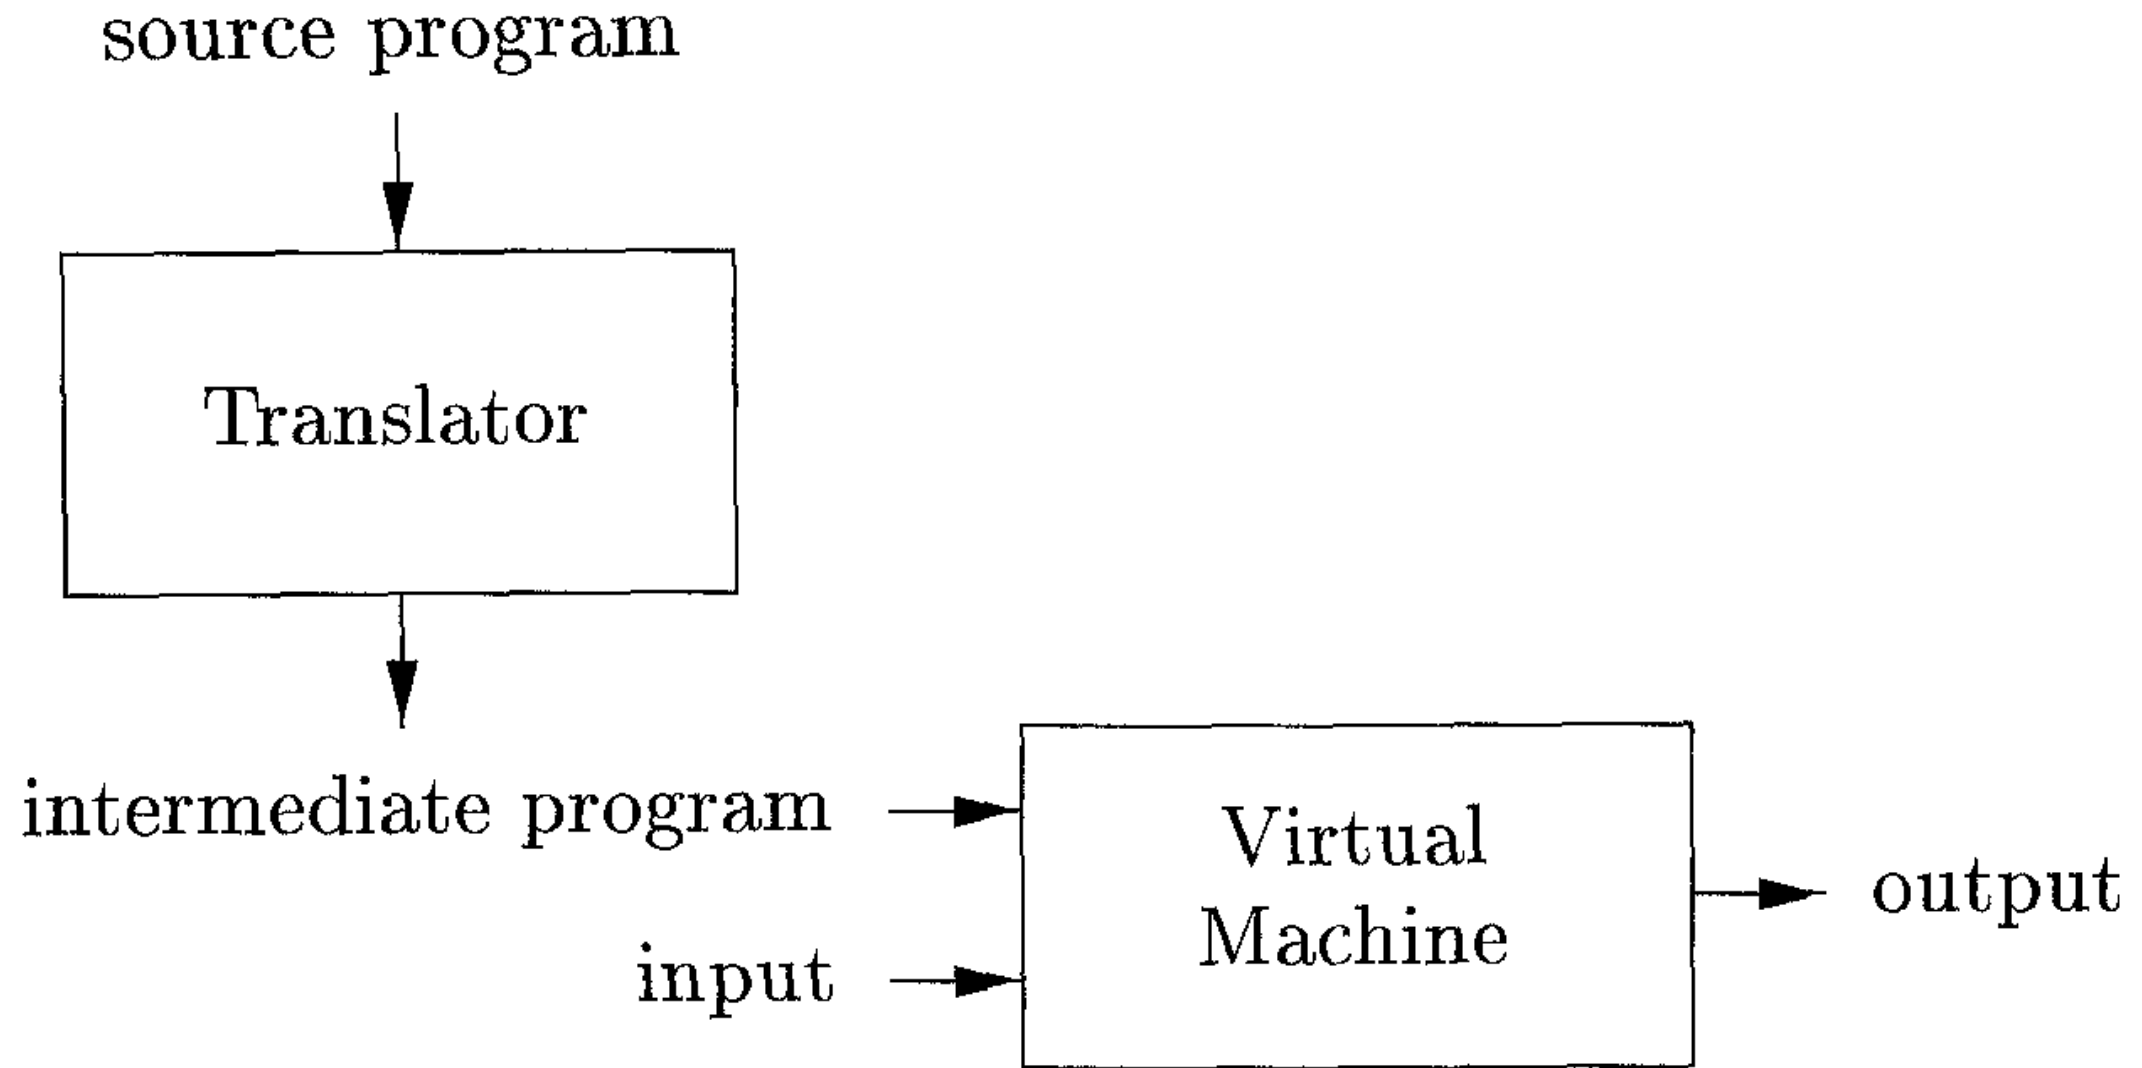 source program
Translator
intermediate program
input
Virtual
Machine
output